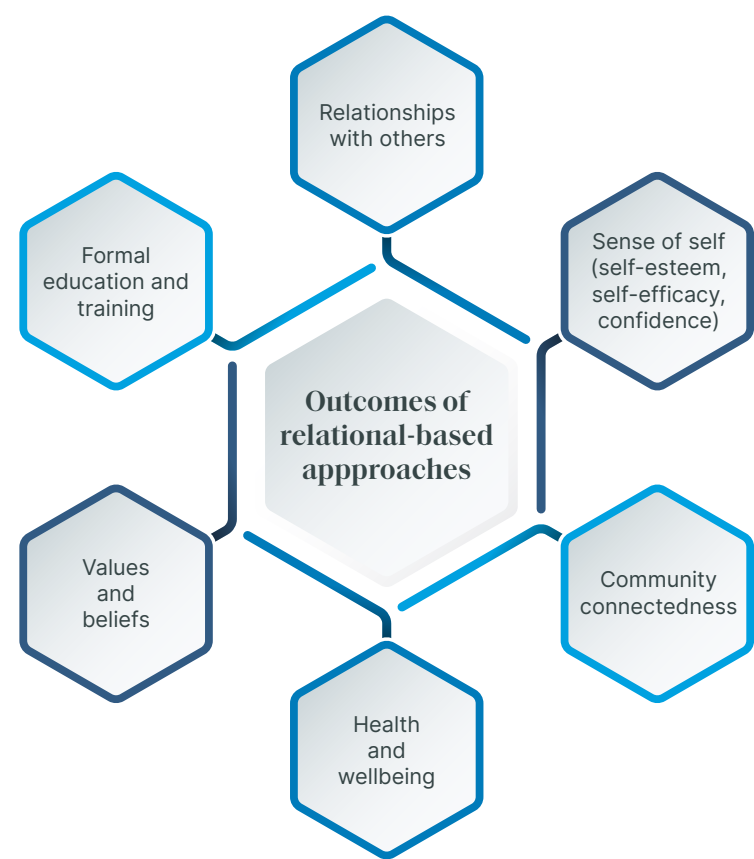 Relationships
with others
Sense of self
(self-esteem,
self-efficacy,
confidence)
Community
connectedness
Health
and
wellbeing
Values
and
beliefs
Formal
education and
training
Outcomes of
relational-based
appproaches